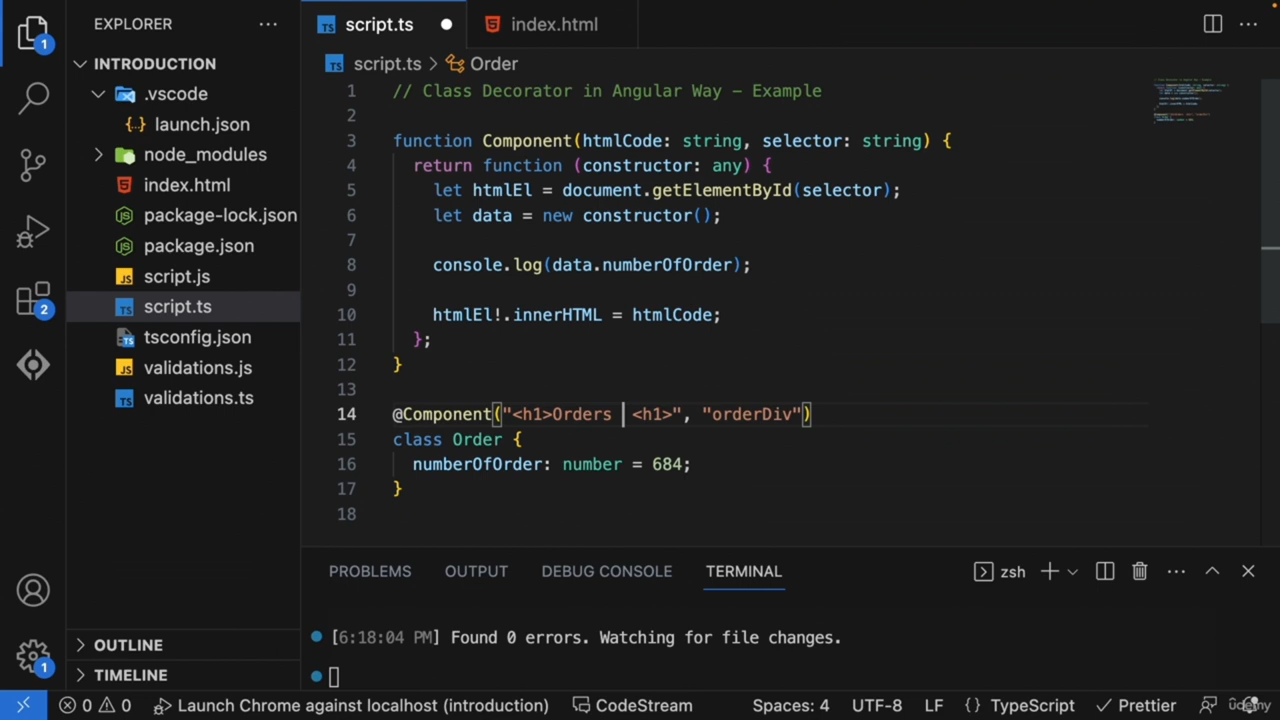 EXPLORER
script.ts
index.html
INTRODUCTION
script.ts > Order
.vscode
launch.json
node_modules
index.html
package-lock.json
package.json
script.js
script.ts
tsconfig.json
validations.js
validations.ts
1 // Class Decorator in Angular Way – Example
2
3 function Component(htmlCode: string, selector: string) {
4 return function (constructor: any) {
5 let htmlEl = document.getElementById(selector);
6 let data = new constructor();
7
8 console.log(data.numberOfOrder);
9
10 htmlEl!.innerHTML = htmlCode;
11 };
12 }
13
14 @Component("<h1>Orders <h1>", "orderDiv")
15 class Order {
16 numberOfOrder: number = 684;
17 }
18
PROBLEMS OUTPUT DEBUG CONSOLE TERMINAL zsh
[6:18:04 PM] Found 0 errors. Watching for file changes.
OUTLINE
TIMELINE
1
2
1
0 0 Launch Chrome against localhost (introduction) CodeStream Spaces: 4 UTF-8 LF {} TypeScript Prettier
udemy